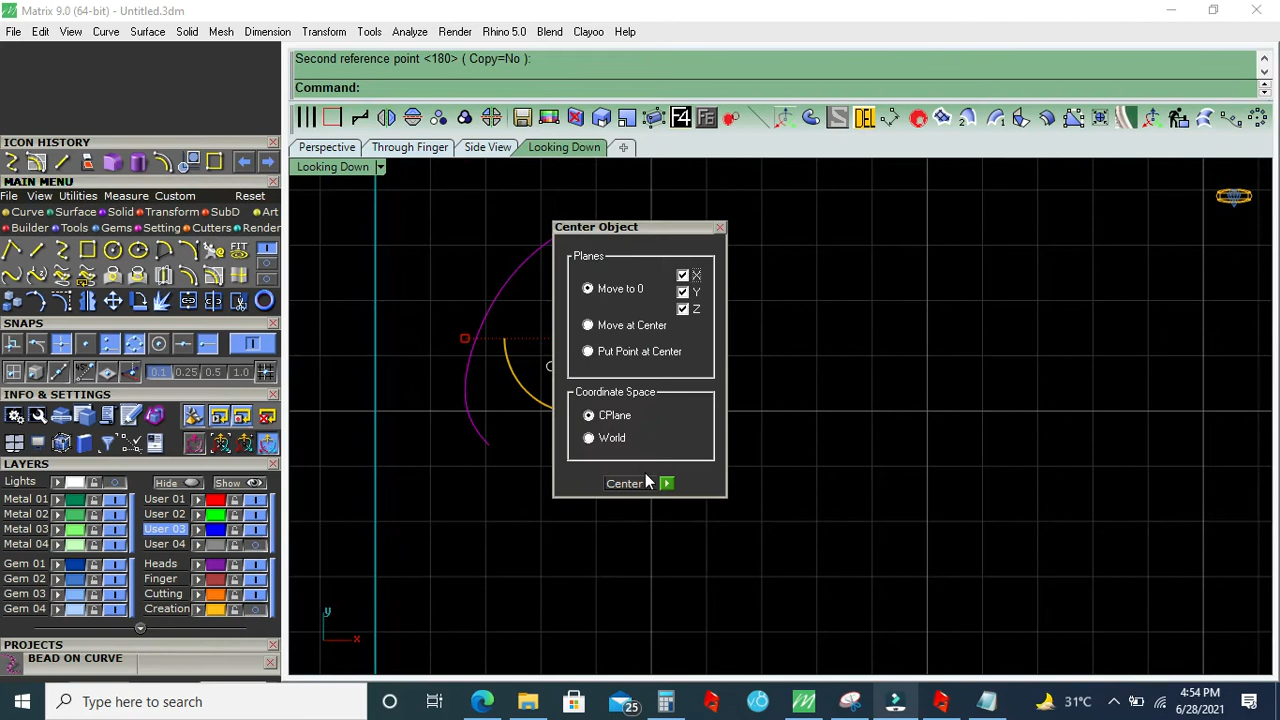 Matrix 9.0 (64-bit) - Untitled.3dm
File Edit View Curve Surface Solid Mesh Dimension Transform Tools Analyze Render Rhino 5.0 Blend Clayoo Help
Second reference point <180> ( Copy=No ):
Command:
F4 F6 DEL
ICON HISTORY
Perspective Through Finger Side View Looking Down
Looking Down
MAIN MENU
File View Utilities Measure Custom Reset
Curve Surface Solid Transform SubD Art
Builder Tools Gems Setting Cutters Render
FIT
SNAPS
0.1 0.25 0.5 1.0
INFO & SETTINGS
LAYERS
Lights Hide Show
Metal 01 User 01
Metal 02 User 02
Metal 03 User 03
Metal 04 User 04
Gem 01 Heads
Gem 02 Finger
Gem 03 Cutting
Gem 04 Creation
PROJECTS
BEAD ON CURVE
Center Object
Planes
Move to 0
X
Y
Z
Move at Center
Put Point at Center
Coordinate Space
CPlane
World
Center
y
x
Type here to search
25
31°C
4:54 PM
6/28/2021